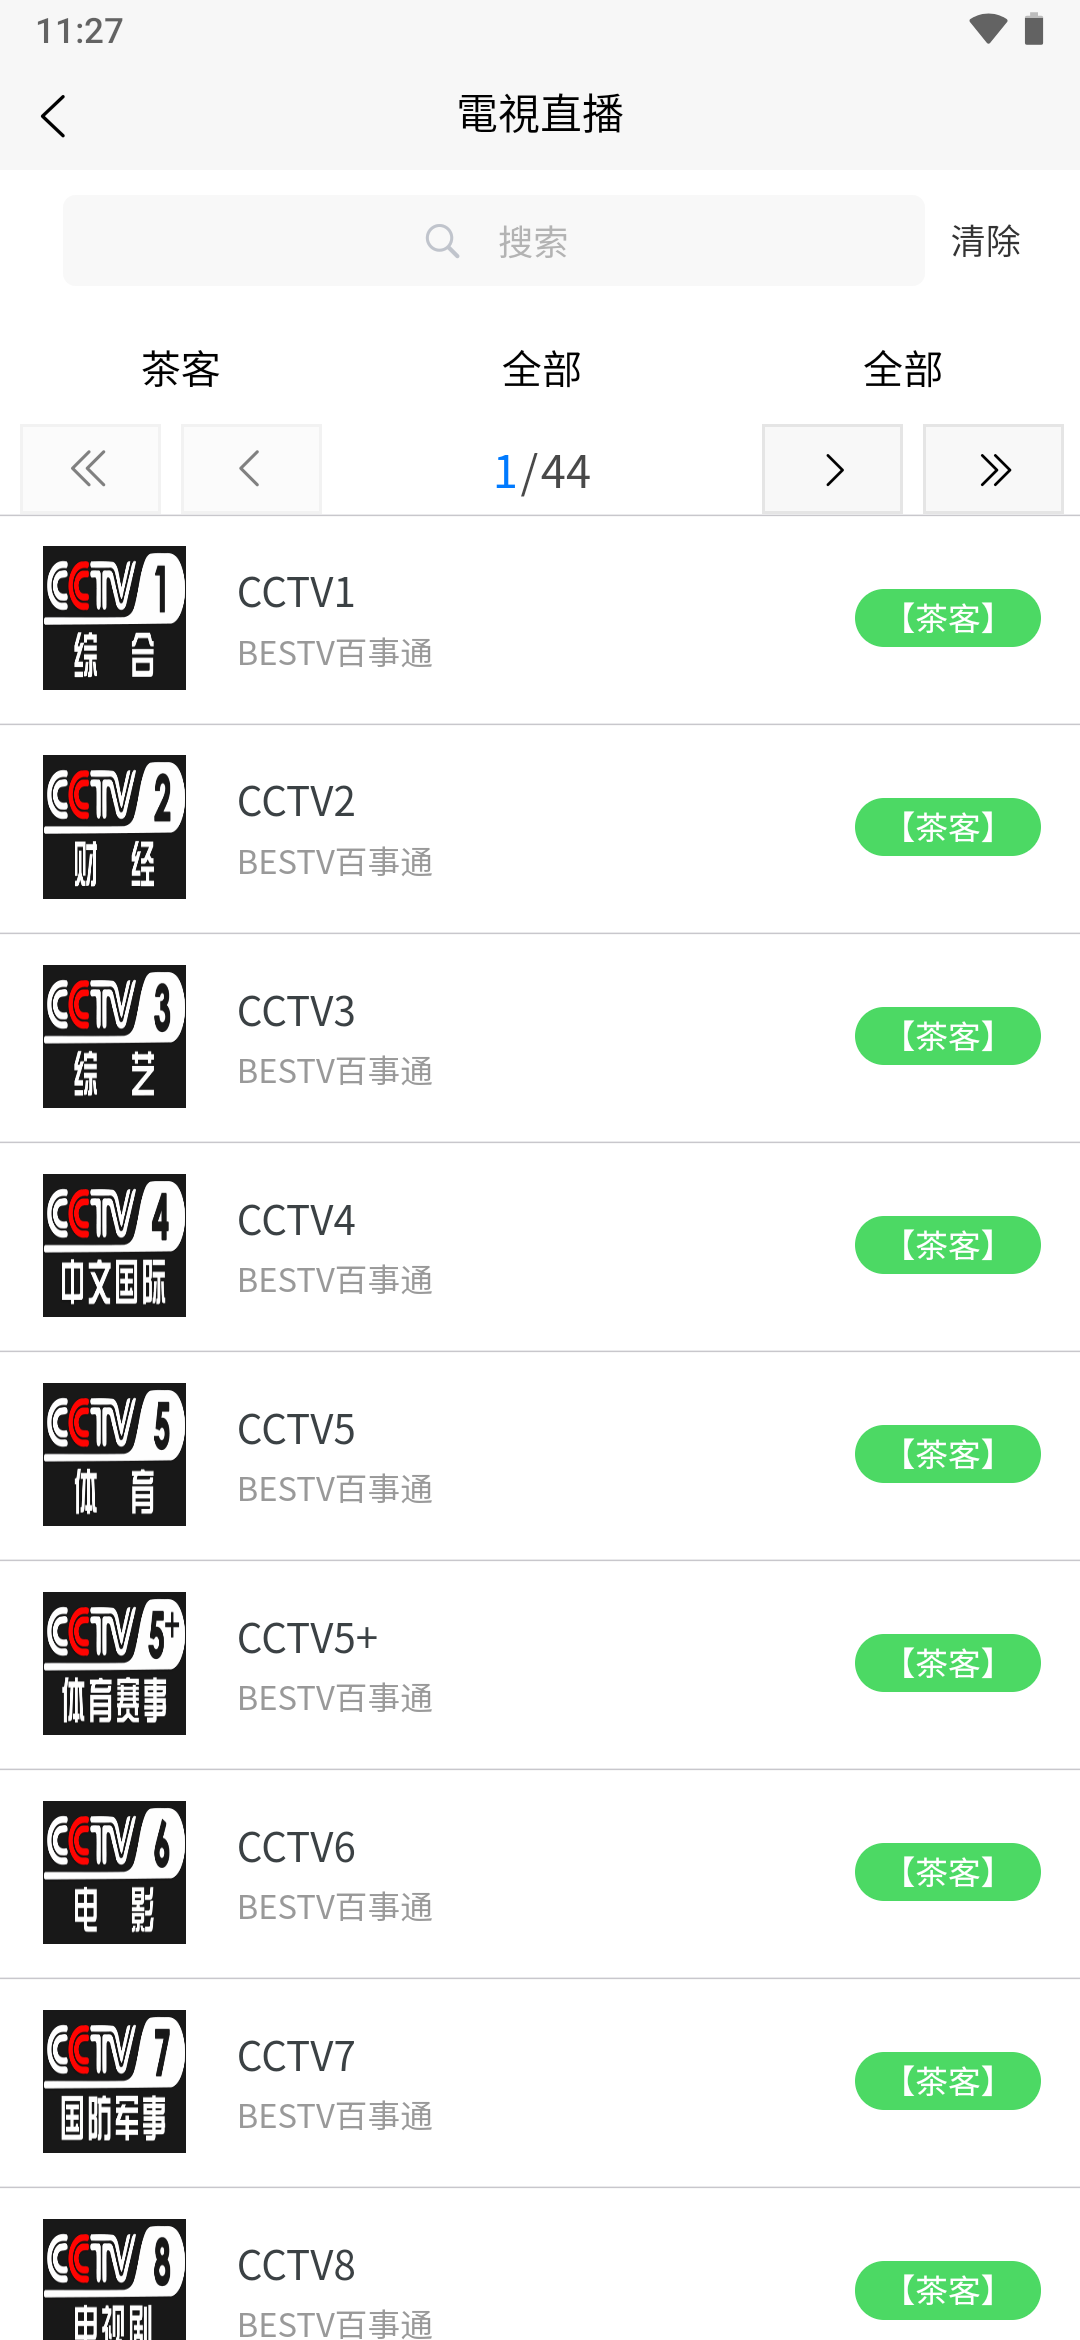 11:27
電視直播
搜索
清除
茶客 全部 全部
1/44
CCTV 1
综 合
CCTV1
BESTV百事通
【茶客】
CCTV 2
财 经
CCTV2
BESTV百事通
【茶客】
CCTV 3
综 艺
CCTV3
BESTV百事通
【茶客】
CCTV 4
中文国际
CCTV4
BESTV百事通
【茶客】
CCTV 5
体 育
CCTV5
BESTV百事通
【茶客】
CCTV 5+
体育赛事
CCTV5+
BESTV百事通
【茶客】
CCTV 6
电 影
CCTV6
BESTV百事通
【茶客】
CCTV 7
国防军事
CCTV7
BESTV百事通
【茶客】
CCTV 8
电视剧
CCTV8
BESTV百事通
【茶客】